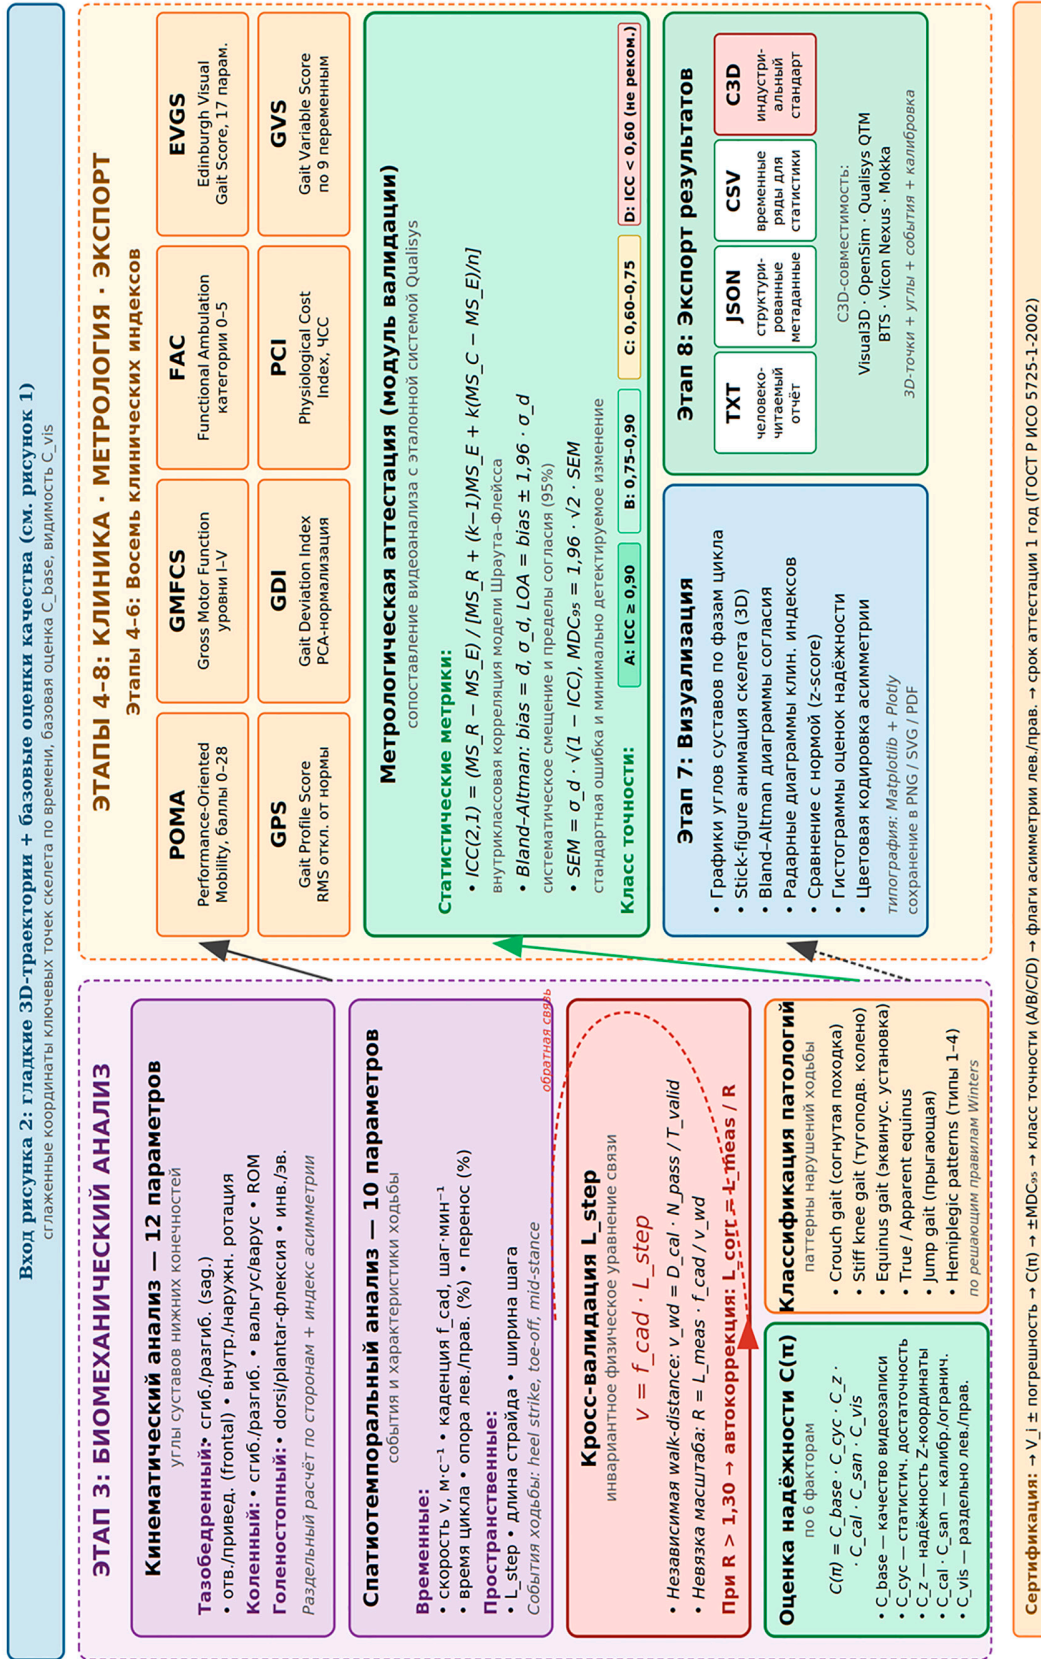 Вход рисунка 2: гладкие 3D-траектории + базовые оценки качества (см. рисунок 1)
сглаженные координаты ключевых точек скелета по времени, базовая оценка C_base, видимость C_vis
ЭТАП 3: БИОМЕХАНИЧЕСКИЙ АНАЛИЗ
Кинематический анализ — 12 параметров
углы суставов нижних конечностей
Тазобедренный:• сгиб./разгиб. (sag.)
• отв./привед. (frontal) • внутр./наружн. ротация
Коленный: • сгиб./разгиб. • вальгус/варус • ROM
Голеностопный: • dorsi/plantar-флексия • инв./эв.
Раздельный расчёт по сторонам + индекс асимметрии
Спатиотемпоральный анализ — 10 параметров
события и характеристики ходьбы
Временные:
• скорость v, м·с⁻¹ • каденция f_cad, шаг·мин⁻¹
• время цикла • опора лев./прав. (%) • перенос (%)
Пространственные:
• L_step • длина страйда • ширина шага
События ходьбы: heel strike, toe-off, mid-stance
обратная связь
Кросс-валидация L_step
инвариантное физическое уравнение связи
v = f_cad · L_step
• Независимая walk-distance: v_wd = D_cal · N_pass / T_valid
• Невязка масштаба: R = L_meas · f_cad / v_wd
При R > 1,30 → автокоррекция: L_corr = L_meas / R
Оценка надёжности C(π)
по 6 факторам
C(π) = C_base · C_cyc · C_z ·
· C_cal · C_san · C_vis
• C_base — качество видеозаписи
• C_cyc — статистич. достаточность
• C_z — надёжность Z-координаты
• C_cal · C_san — калибр./огранич.
• C_vis — раздельно лев./прав.
Классификация патологий
паттерны нарушений ходьбы
• Crouch gait (согнутая походка)
• Stiff knee gait (тугоподв. колено)
• Equinus gait (эквинус. установка)
• True / Apparent equinus
• Jump gait (прыгающая)
• Hemiplegic patterns (типы 1–4)
по решающим правилам Winters
ЭТАПЫ 4–8: КЛИНИКА · МЕТРОЛОГИЯ · ЭКСПОРТ
Этапы 4–6: Восемь клинических индексов
POMA
Performance-Oriented
Mobility, баллы 0–28
GMFCS
Gross Motor Function
уровни I–V
FAC
Functional Ambulation
категории 0–5
EVGS
Edinburgh Visual
Gait Score, 17 парам.
GPS
Gait Profile Score
RMS откл. от нормы
GDI
Gait Deviation Index
PCA-нормализация
PCI
Physiological Cost
Index, ЧСС
GVS
Gait Variable Score
по 9 переменным
Метрологическая аттестация (модуль валидации)
сопоставление видеоанализа с эталонной системой Qualisys
Статистические метрики:
• ICC(2,1) = (MS_R − MS_E) / [MS_R + (k−1)MS_E + k(MS_C − MS_E)/n]
внутриклассовая корреляция модели Шраута–Флейсса
• Bland–Altman: bias = d, σ_d, LOA = bias ± 1,96 · σ_d
систематическое смещение и пределы согласия (95%)
• SEM = σ_d · √(1 − ICC), MDC₉₅ = 1,96 · √2 · SEM
стандартная ошибка и минимально детектируемое изменение
Класс точности:
A: ICC ≥ 0,90
B: 0,75–0,90
C: 0,60–0,75
D: ICC < 0,60 (не реком.)
Этап 7: Визуализация
• Графики углов суставов по фазам цикла
• Stick-figure анимация скелета (3D)
• Bland–Altman диаграммы согласия
• Радарные диаграммы клин. индексов
• Сравнение с нормой (z-score)
• Гистограммы оценок надёжности
• Цветовая кодировка асимметрии
типография: Matplotlib + Plotly
сохранение в PNG / SVG / PDF
Этап 8: Экспорт результатов
TXT
человеко-
читаемый
отчёт
JSON
структури-
рованные
метаданные
CSV
временные
ряды для
статистики
C3D
индустри-
альный
стандарт
C3D-совместимость:
Visual3D · OpenSim · Qualisys QTM
BTS · Vicon Nexus · Mokka
3D-точки + углы + события + калибровка
Сертификация: → V_i ± погрешность → C(π) → ±MDC₉₅ → класс точности (A/B/C/D) → флаги асимметрии лев./прав. → срок аттестации 1 год (ГОСТ Р ИСО 5725-1-2002)